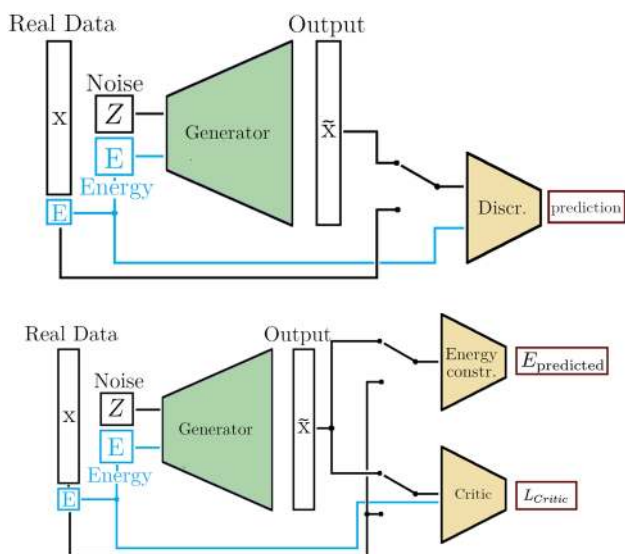 Real Data
Output
Noise
Z
x
x̃
Generator
E
Energy
E
Discr.
prediction
Real Data
Output
Energy
constr.
E_predicted
Noise
Z
x
x̃
Generator
E
Energy
E
Critic
L_Critic